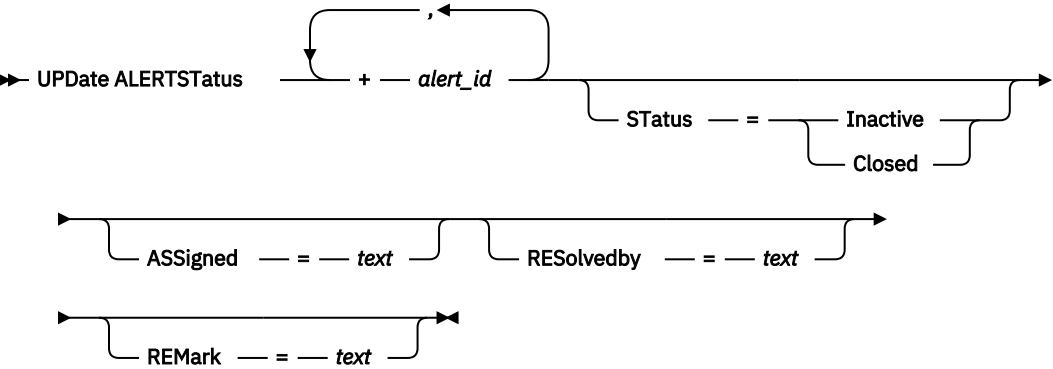 ,
UPDate ALERTSTatus + alert_id
STatus = Inactive
Closed
ASSigned = text RESolvedby = text
REMark = text